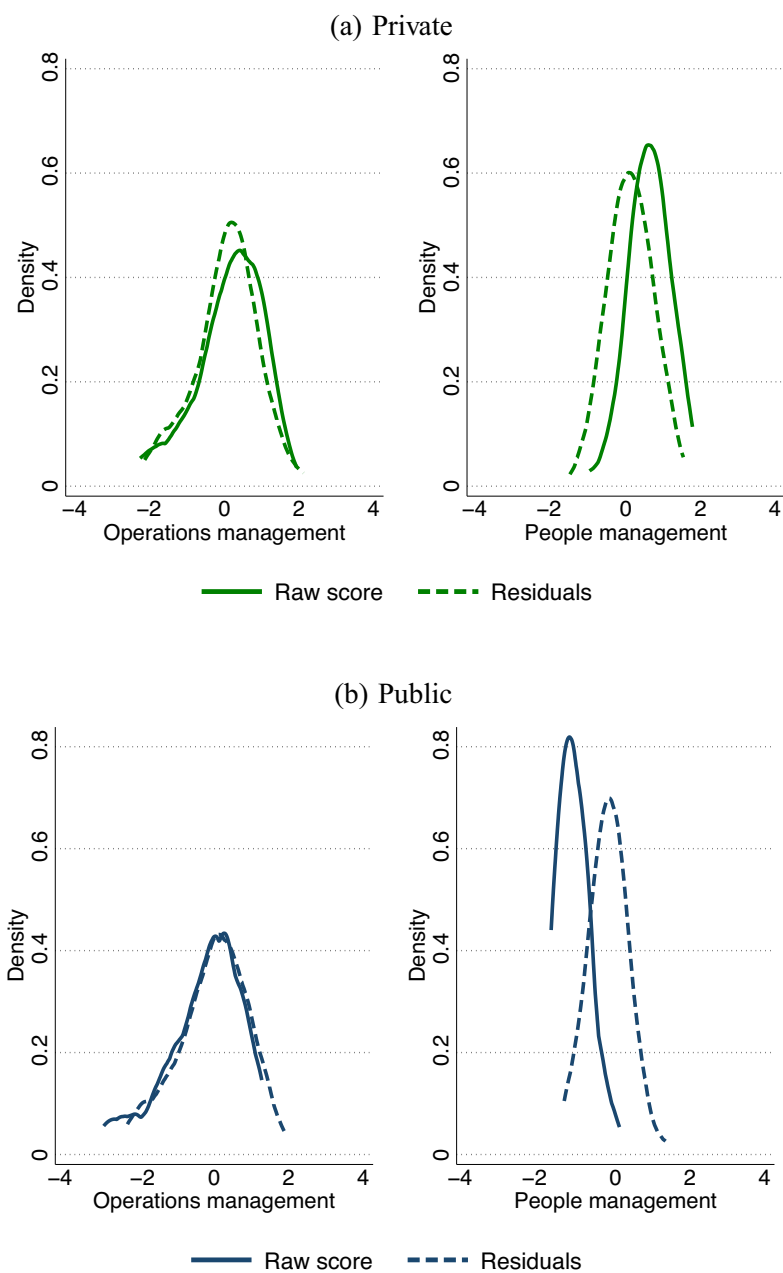 (a) Private
0.8
0.6
0.4
0.2
0
Density
−4 −2 0 2 4
Operations management
0.8
0.6
0.4
0.2
0
Density
−4 −2 0 2 4
People management
Raw score Residuals
(b) Public
0.8
0.6
0.4
0.2
0
Density
−4 −2 0 2 4
Operations management
0.8
0.6
0.4
0.2
0
Density
−4 −2 0 2 4
People management
Raw score Residuals